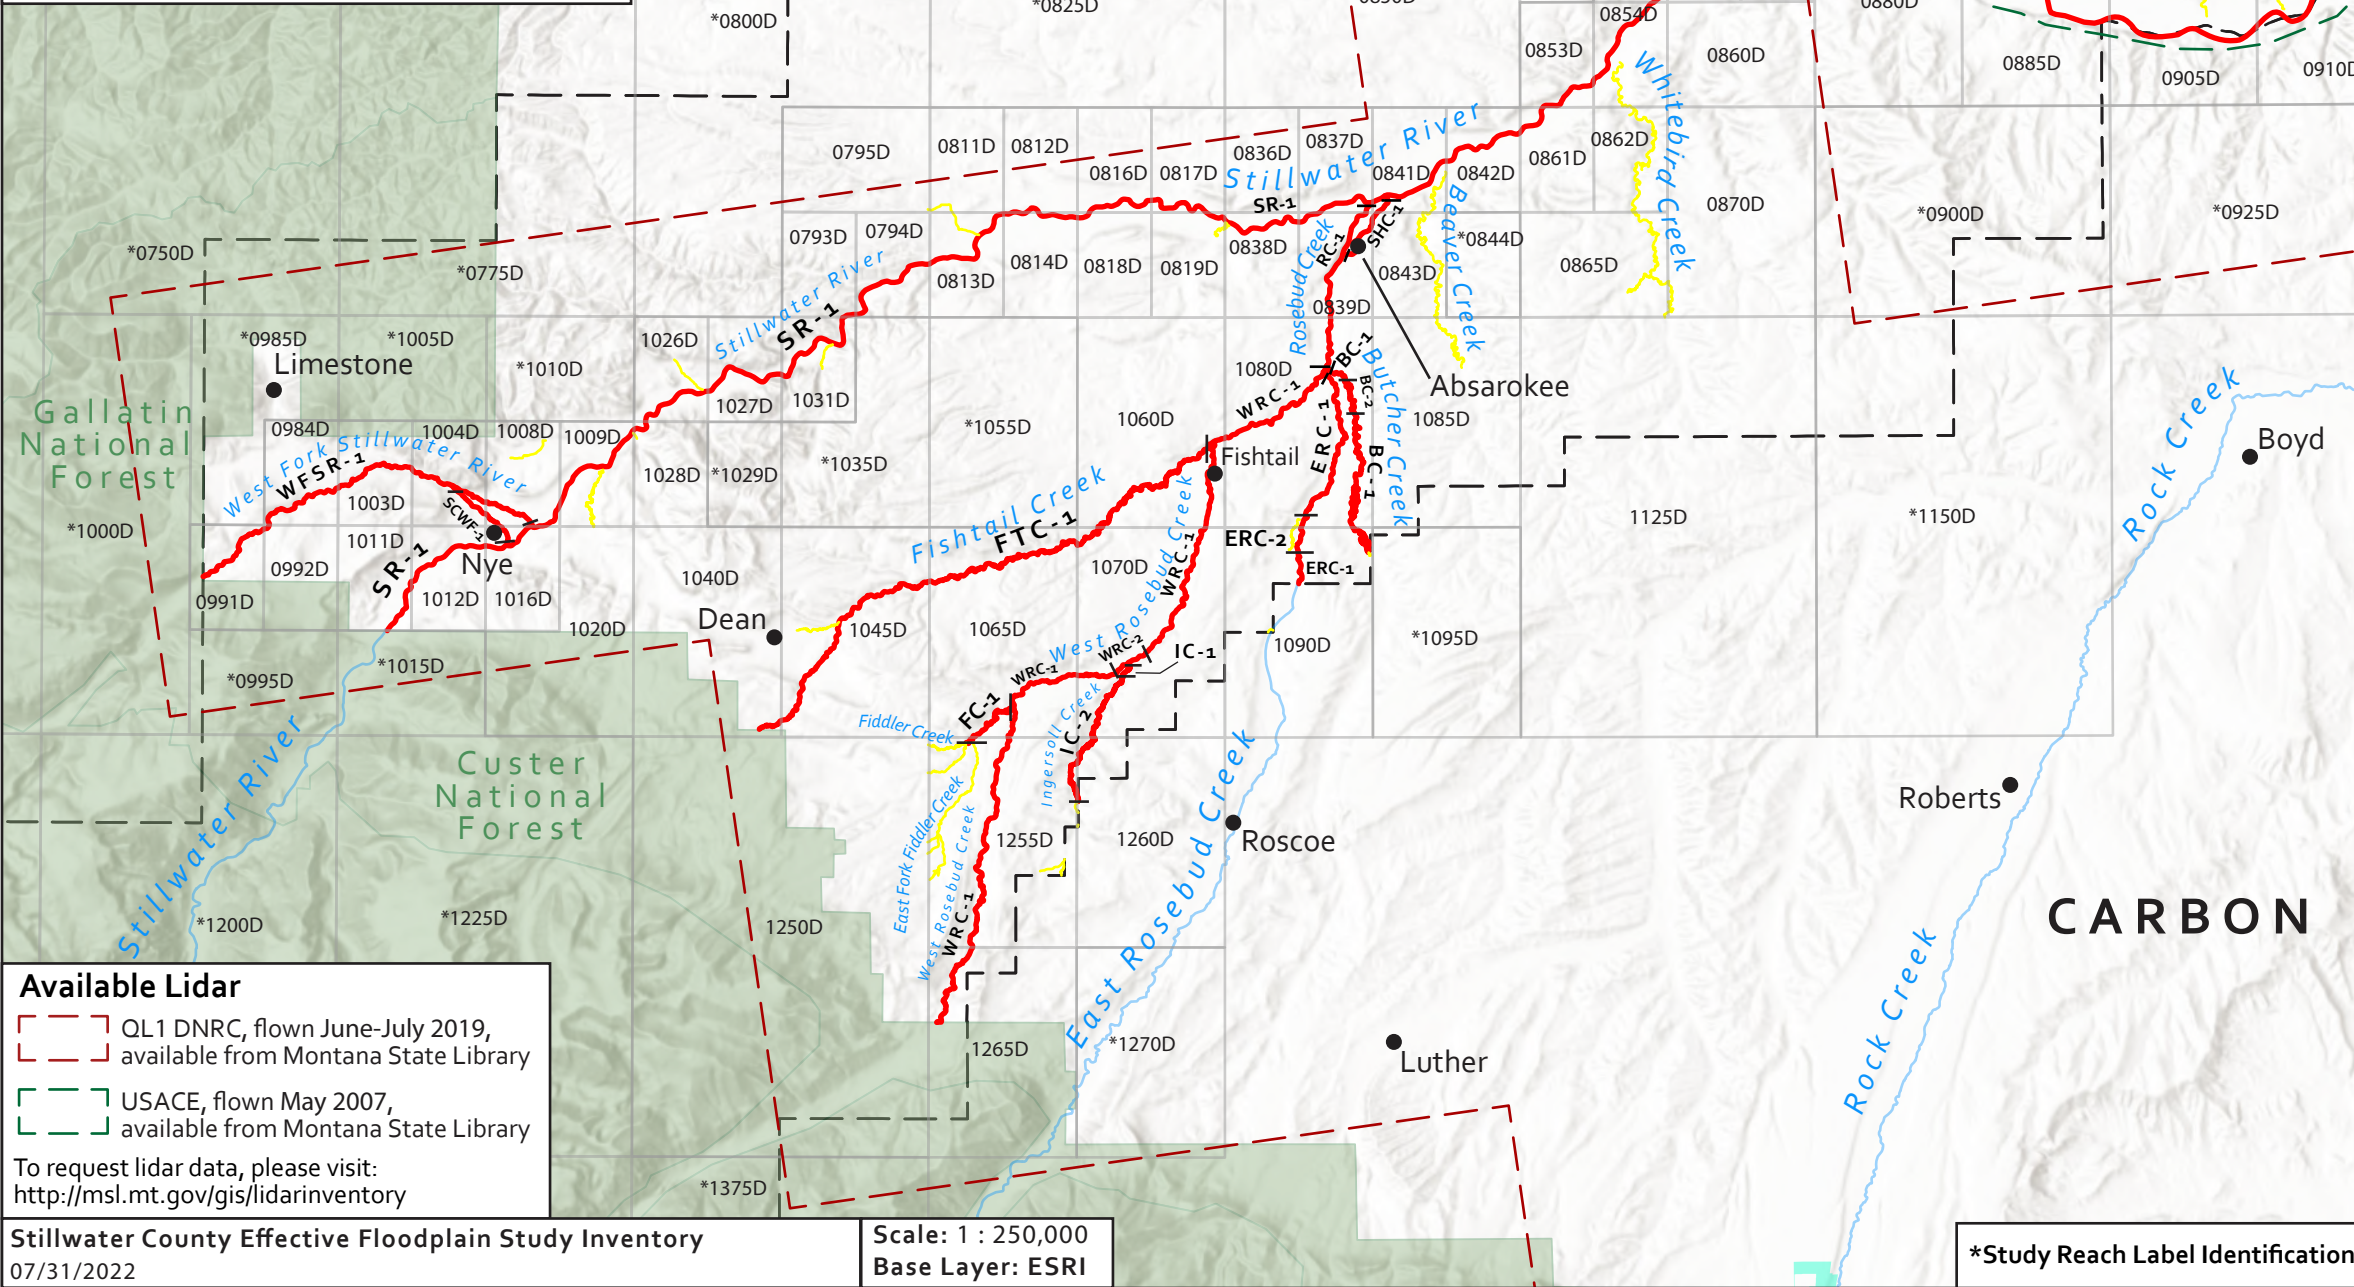 *0800D
*0825D
0854D
0853D
0860D
0885D
0905D
Whitebird Creek
0795D
0811D
0812D
0816D
0817D
0836D
0837D
0841D
0842D
0861D
0862D
0870D
*0900D
*0925D
Stillwater River
SR-1
*0750D
*0775D
0793D
0794D
0813D
0814D
0818D
0819D
0838D
Rosebud Creek
RC-1
SHC-1
0843D
*0844D
Beaver Creek
0865D
0839D
Stillwater River
SR-1
*0985D
Limestone
*1005D
*1010D
1026D
1027D
1031D
1080D
BC-1
BC-2
Butcher Creek
Absarokee
1085D
Gallatin
National
Forest
0984D
1004D
1008D
1009D
West Fork Stillwater River
WFSR-1
1003D
SCWF-1
1028D
*1029D
*1035D
*1055D
1060D
WRC-1
Fishtail
ERC-1
BC-1
Rock Creek
Boyd
*1000D
1011D
0992D
0991D
SR-1
Nye
1012D
1016D
1020D
1040D
Fishtail Creek
FTC-1
1070D
West Rosebud Creek
WRC-1
ERC-2
ERC-1
1125D
*1150D
Dean
1045D
1065D
WRC-1
WRC-2
IC-1
1090D
*1095D
*0995D
*1015D
Stillwater River
Custer
National
Forest
Fiddler Creek
FC-1
Ingersoll Creek
IC-2
East Fork Fiddler Creek
West Rosebud Creek
WRC-1
1255D
1260D
Roscoe
East Rosebud Creek
Roberts
CARBON
*1200D
*1225D
1250D
1265D
*1270D
Luther
Rock Creek
*1375D
Available Lidar
QL1 DNRC, flown June-July 2019,
available from Montana State Library
USACE, flown May 2007,
available from Montana State Library
To request lidar data, please visit:
http://msl.mt.gov/gis/lidarinventory
Stillwater County Effective Floodplain Study Inventory
07/31/2022
Scale: 1 : 250,000
Base Layer: ESRI
*Study Reach Label Identification